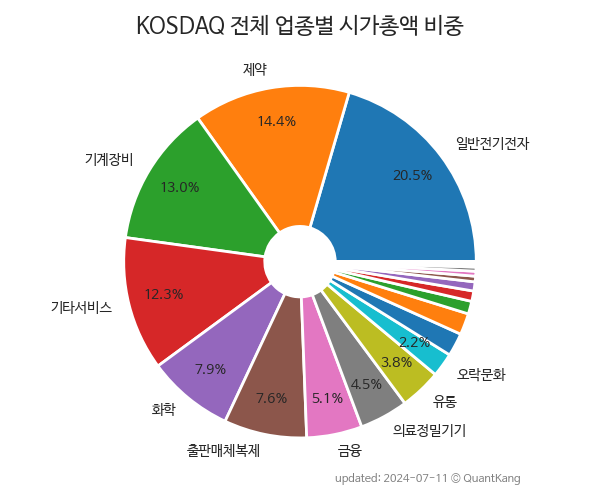 KOSDAQ 전체 업종별 시가총액 비중
제약
14.4%
일반전기전자
20.5%
기계장비
13.0%
기타서비스
12.3%
화학
7.9%
출판매체복제
7.6%
금융
5.1%
의료정밀기기
4.5%
유통
3.8%
오락문화
2.2%
updated: 2024-07-11 © QuantKang